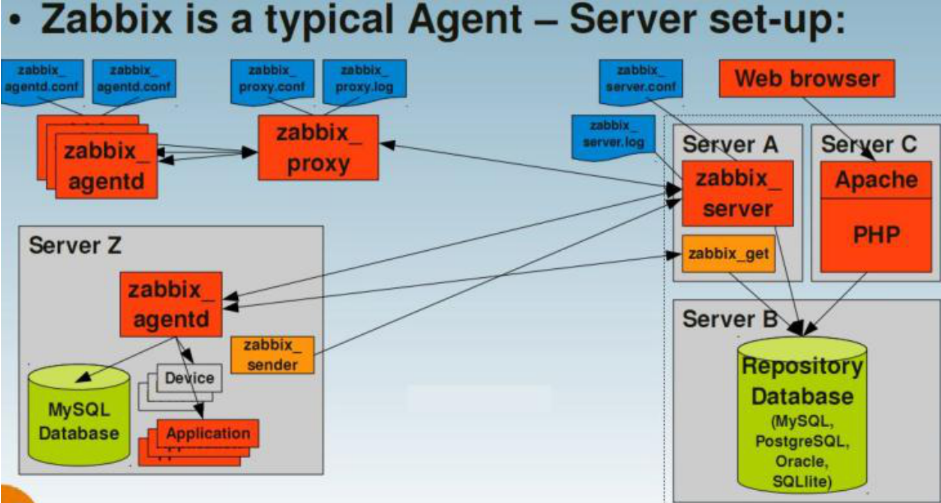 • Zabbix is a typical Agent – Server set-up:
zabbix_
agentd.conf
zabbix_
agentd.conf
zabbix_
proxy.conf
zabbix_
proxy.log
zabbix_
server.conf
Web browser
zabbix_
server.log
zabbix_
agentd
zabbix_
proxy
Server A
zabbix_
server
zabbix_get
Server C
Apache
PHP
Server Z
zabbix_
agentd
zabbix_
sender
Device
MySQL
Database
Application
Server B
Repository
Database
(MySQL,
PostgreSQL,
Oracle,
SQLlite)